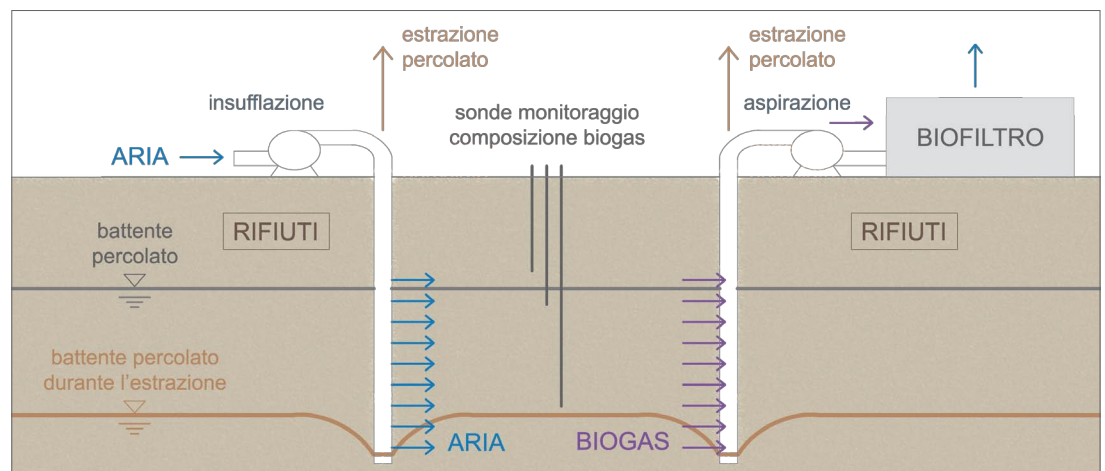 estrazione
percolato
estrazione
percolato
insufflazione
sonde monitoraggio
composizione biogas
aspirazione
ARIA
BIOFILTRO
battente
percolato
RIFIUTI
RIFIUTI
battente percolato
durante l’estrazione
ARIA
BIOGAS